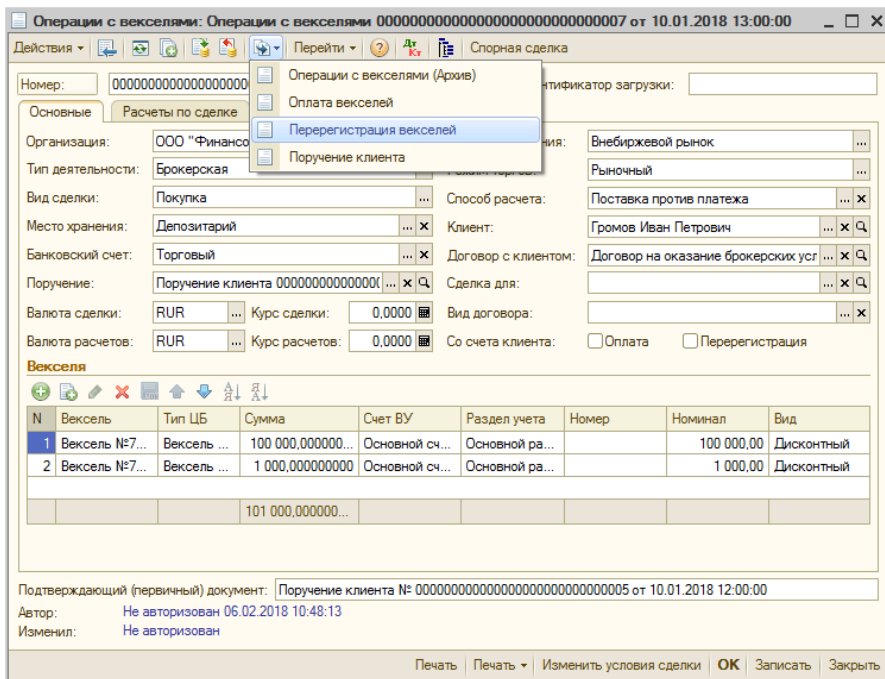 Операции с векселями: Операции с векселями 0000000000000000000000000000007 от 10.01.2018 13:00:00
Действия Перейти ? Дт Кт Спорная сделка
Номер: нтификатор загрузки:
Операции с векселями (Архив)
Оплата векселей
Перерегистрация векселей
Поручение клиента
Основные Расчеты по сделке
Организация: ООО "Финансо ия: Внебиржевой рынок ...
Тип деятельности: Брокерская Рыночный ...
Вид сделки: Покупка ... Способ расчета: Поставка против платежа ... x
Место хранения: Депозитарий ... x Клиент: Громов Иван Петрович ... x
Банковский счет: Торговый ... x Договор с клиентом: Договор на оказание брокерских усл ... x
Поручение: Поручение клиента ... x Сделка для: ... x
Валюта сделки: RUR ... Курс сделки: 0,0000 Вид договора: ... x
Валюта расчетов: RUR ... Курс расчетов: 0,0000 Со счета клиента: Оплата Перерегистрация
Векселя
N Вексель Тип ЦБ Сумма Счет ВУ Раздел учета Номер Номинал Вид
1 Вексель №7... Вексель ... 100 000,000000... Основной сч... Основной ра... 100 000,00 Дисконтный
2 Вексель №7... Вексель ... 1 000,000000000 Основной сч... Основной ра... 1 000,00 Дисконтный
101 000,000000...
Подтверждающий (первичный) документ: Поручение клиента № 0000000000000000000000000000005 от 10.01.2018 12:00:00
Автор: Не авторизован 06.02.2018 10:48:13
Изменил: Не авторизован
Печать Печать Изменить условия сделки OK Записать Закрыть